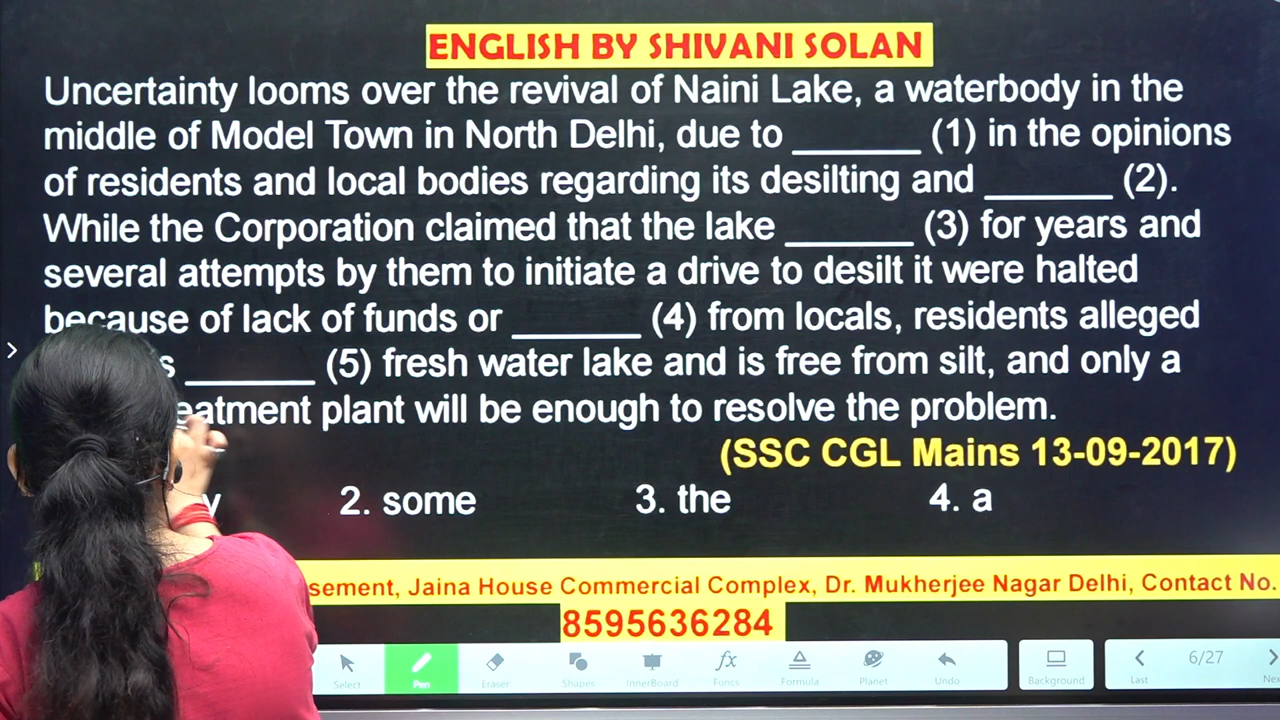 ENGLISH BY SHIVANI SOLAN
Uncertainty looms over the revival of Naini Lake, a waterbody in the
middle of Model Town in North Delhi, due to _______ (1) in the opinions
of residents and local bodies regarding its desilting and _______ (2).
While the Corporation claimed that the lake _______ (3) for years and
several attempts by them to initiate a drive to desilt it were halted
because of lack of funds or _______ (4) from locals, residents alleged
_______ (5) fresh water lake and is free from silt, and only a
plant will be enough to resolve the problem.
(SSC CGL Mains 13-09-2017)
2. some 3. the 4. a
Jaina House Commercial Complex, Dr. Mukherjee Nagar Delhi, Contact No.
8595636284
Select Pen Eraser Shapes InnerBoard Funcs Formula Planet Undo Background Last 6/27